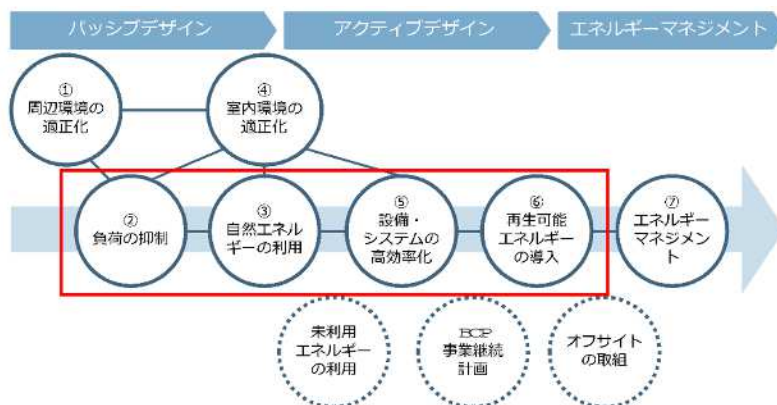 パッシブデザイン
アクティブデザイン
エネルギーマネジメント
①
周辺環境の
適正化
④
室内環境の
適正化
②
負荷の抑制
③
自然エネル
ギーの利用
⑤
設備・
システムの
高効率化
⑥
再生可能
エネルギー
の導入
⑦
エネルギー
マネジメン
ト
未利用
エネルギー
の利用
BCP
事業継続
計画
オフサイト
の取組